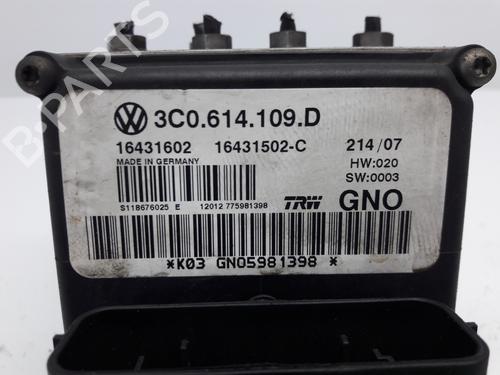 3C0.614.109.D
16431602 16431502-C 214/07
MADE IN GERMANY HW:020
SW:0003
S118676025 E 12012 775981398 TRW GNO
*K03 GNO5981398 *
B-PARTS